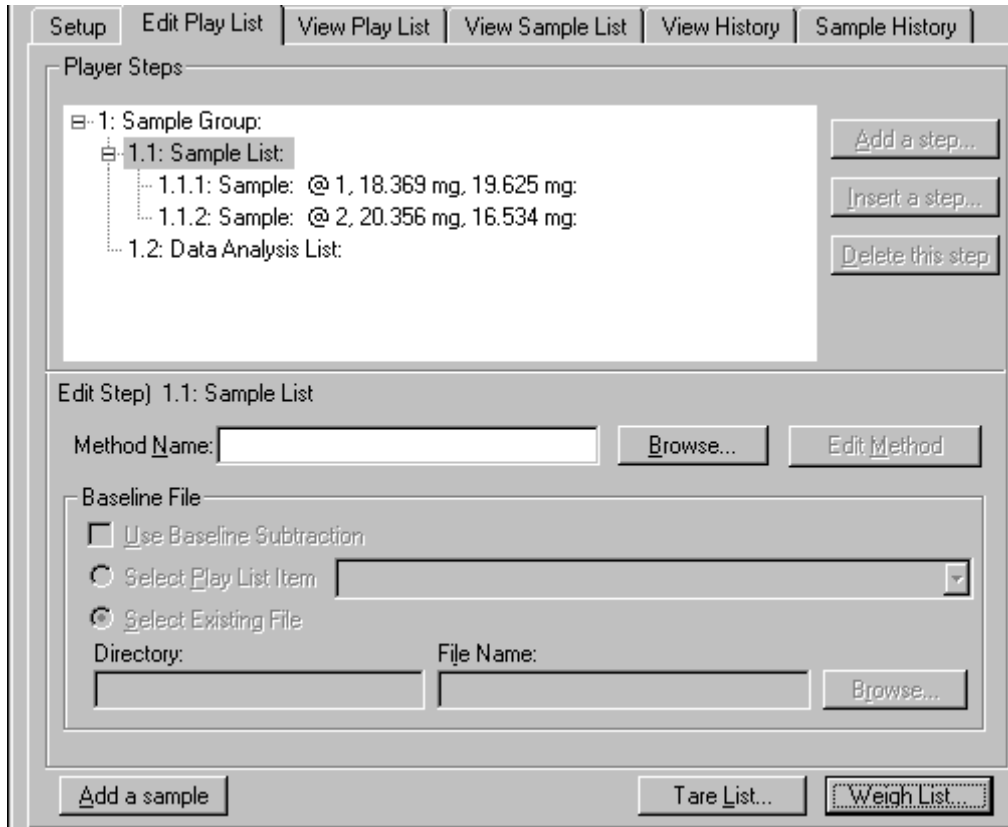 Setup Edit Play List View Play List View Sample List View History Sample History
Player Steps
1: Sample Group:
1.1: Sample List:
1.1.1: Sample: @ 1, 18.369 mg, 19.625 mg:
1.1.2: Sample: @ 2, 20.356 mg, 16.534 mg:
1.2: Data Analysis List:
Add a step...
Insert a step...
Delete this step
Edit Step) 1.1: Sample List
Method Name: Browse... Edit Method
Baseline File
Use Baseline Subtraction
Select Play List Item
Select Existing File
Directory: File Name:
Browse...
Add a sample Tare List... Weigh List...